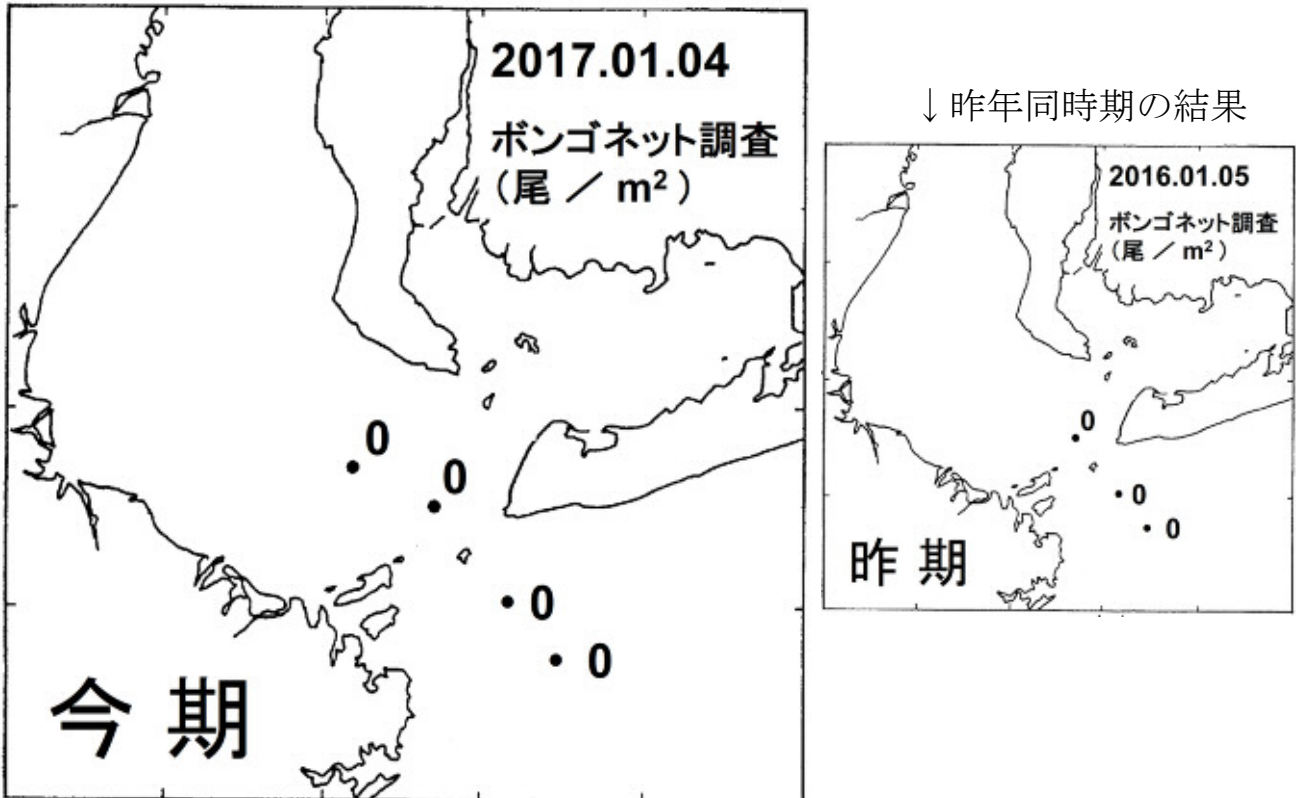 2017.01.04
ボンゴネット調査
(尾 / m²)
0
0
0
0
今 期
↓昨年同時期の結果
2016.01.05
ボンゴネット調査
(尾 / m²)
0
0
0
昨 期